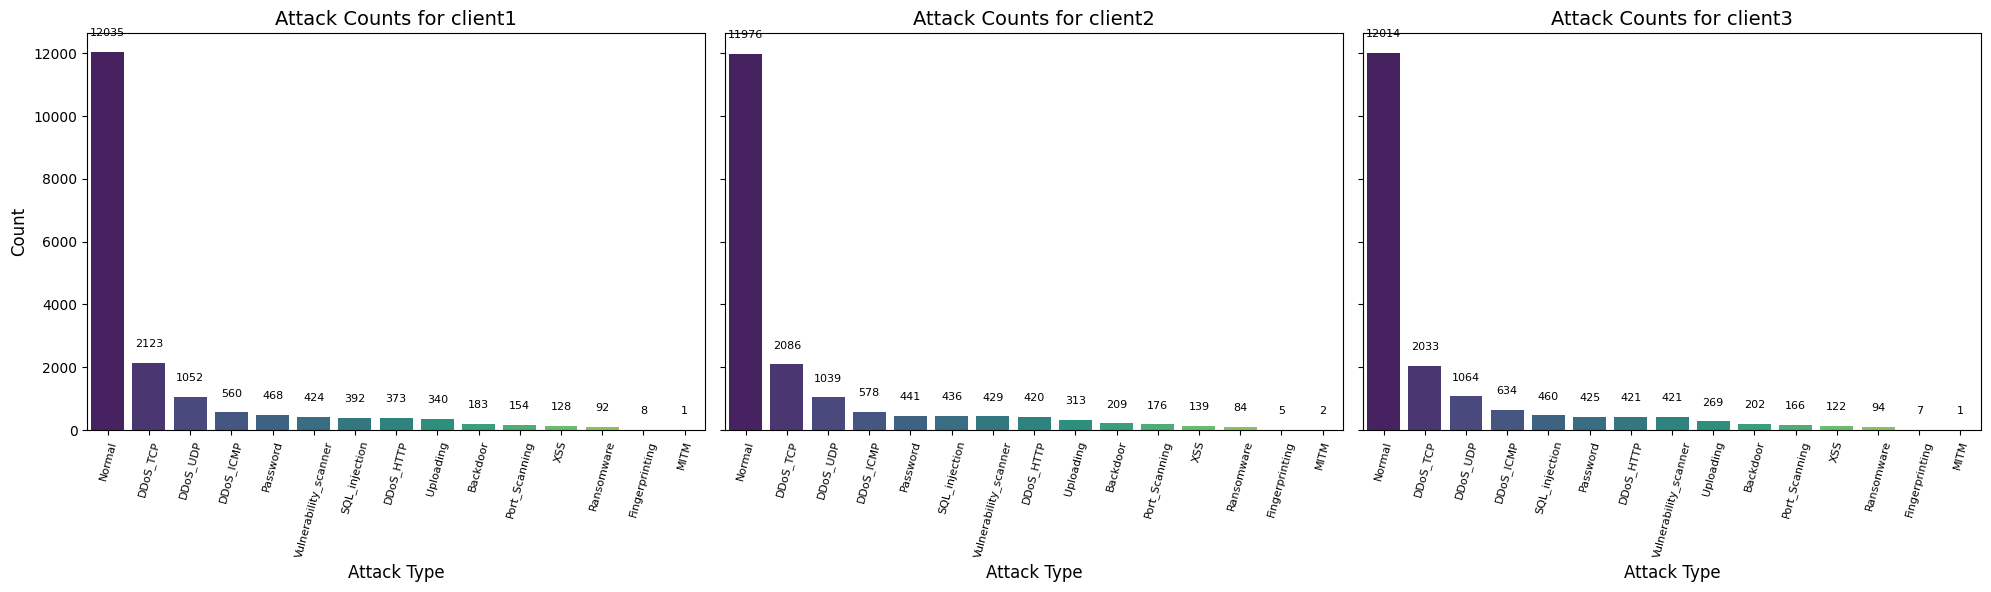 Attack Counts for client1
Attack Counts for client2
Attack Counts for client3
Count
12000
10000
8000
6000
4000
2000
0
12035
2123
1052
560
468
424
392
373
340
183
154
128
92
8
1
Normal
DDoS_TCP
DDoS_UDP
DDoS_ICMP
Password
Vulnerability_scanner
SQL_injection
DDoS_HTTP
Uploading
Backdoor
Port_Scanning
XSS
Ransomware
Fingerprinting
MITM
Attack Type
11976
2086
1039
578
441
436
429
420
313
209
176
139
84
5
2
Normal
DDoS_TCP
DDoS_UDP
DDoS_ICMP
Password
SQL_injection
Vulnerability_scanner
DDoS_HTTP
Uploading
Backdoor
Port_Scanning
XSS
Ransomware
Fingerprinting
MITM
Attack Type
12014
2033
1064
634
460
425
421
421
269
202
166
122
94
7
1
Normal
DDoS_TCP
DDoS_UDP
DDoS_ICMP
SQL_injection
Password
DDoS_HTTP
Vulnerability_scanner
Uploading
Backdoor
Port_Scanning
XSS
Ransomware
Fingerprinting
MITM
Attack Type